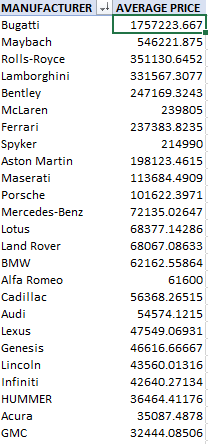 MANUFACTURER AVERAGE PRICE
Bugatti 1757223.667
Maybach 546221.875
Rolls-Royce 351130.6452
Lamborghini 331567.3077
Bentley 247169.3243
McLaren 239805
Ferrari 237383.8235
Spyker 214990
Aston Martin 198123.4615
Maserati 113684.4909
Porsche 101622.3971
Mercedes-Benz 72135.02647
Lotus 68377.14286
Land Rover 68067.08633
BMW 62162.55864
Alfa Romeo 61600
Cadillac 56368.26515
Audi 54574.1215
Lexus 47549.06931
Genesis 46616.66667
Lincoln 43560.01316
Infiniti 42640.27134
HUMMER 36464.41176
Acura 35087.4878
GMC 32444.08506